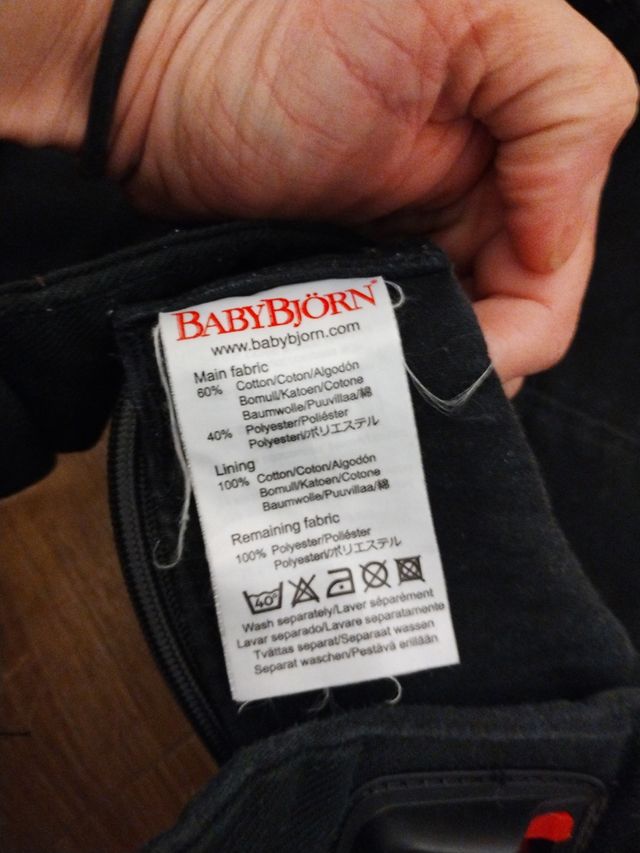 BABYBJÖRN®
www.babybjorn.com
Main fabric
60% Cotton/Coton/Algodón
Bomull/Katoen/Cotone
Baumwolle/Puuvillaa/綿
40% Polyester/Poliéster
Polyesteri/ポリエステル
Lining
100% Cotton/Coton/Algodón
Bomull/Katoen/Cotone
Baumwolle/Puuvillaa/綿
Remaining fabric
100% Polyester/Poliéster
Polyesteri/ポリエステル
40°
Wash separately/Laver séparément
Lavar separado/Lavare separatamente
Tvättas separat/Separaat wassen
Separat waschen/Pestävä erillään